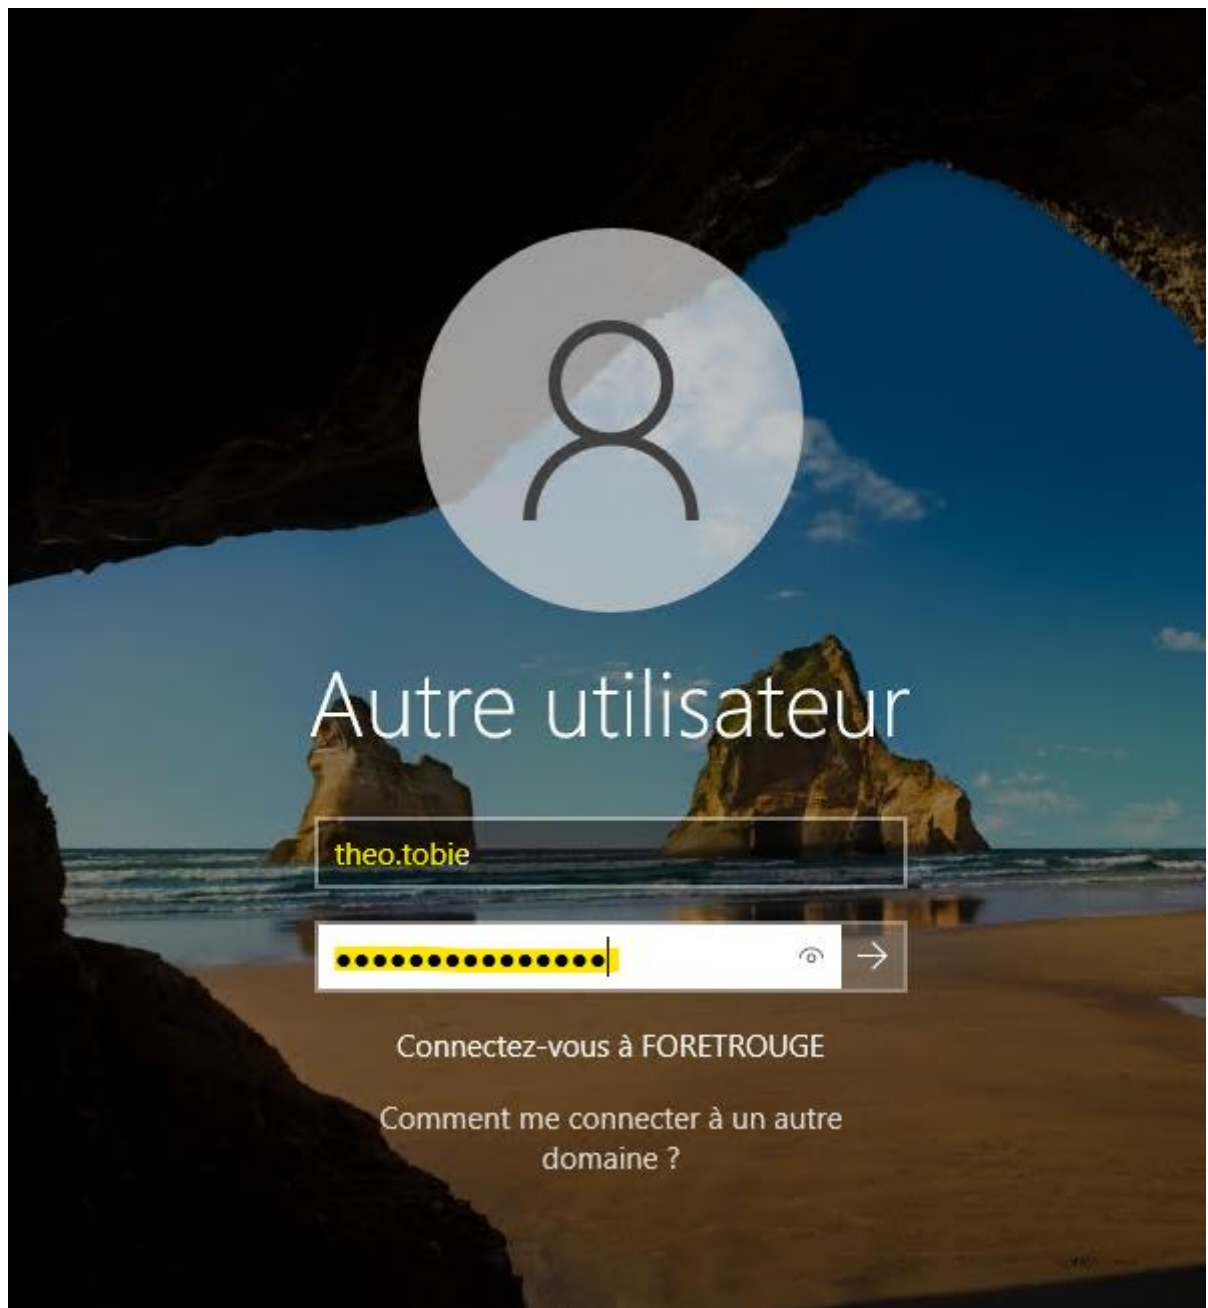 Autre utilisateur
theo.tobie
●●●●●●●●●●●●●●●
Connectez-vous à FORETROUGE
Comment me connecter à un autre
domaine ?